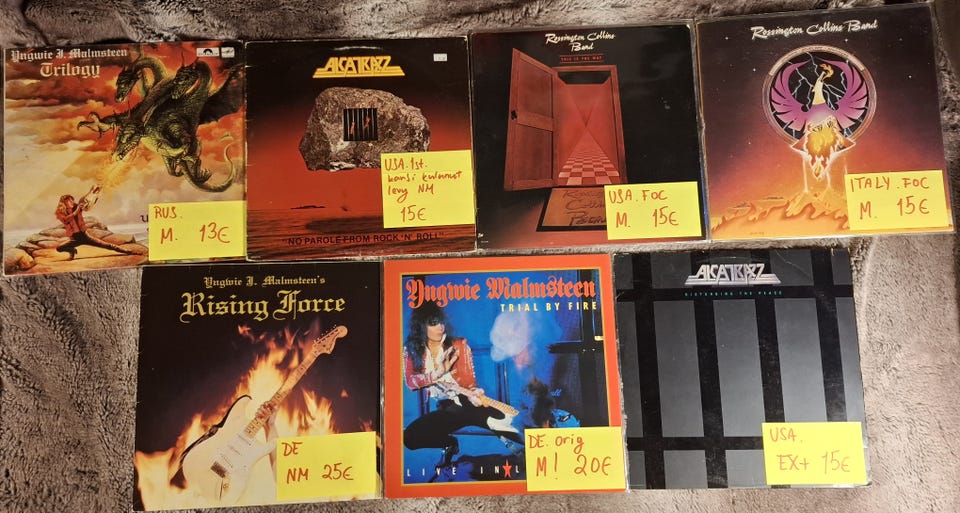 Yngwie J. Malmsteen
Trilogy
RUS.
M. 13€
ALCATRAZZ
USA. 1st.
kansi kulunut
levy NM
15€
"NO PAROLE FROM ROCK 'N' ROLL"
Rossington Collins
Band
THIS IS THE WAY
USA. FOC
M. 15€
Rossington Collins Band
ITALY. FOC
M. 15€
Yngwie J. Malmsteen's
Rising Force
DE
NM 25€
Yngwie Malmsteen
TRIAL BY FIRE
LIVE IN L
DE. orig
M! 20€
ALCATRAZZ
DISTURBING THE PEACE
USA.
EX+ 15€